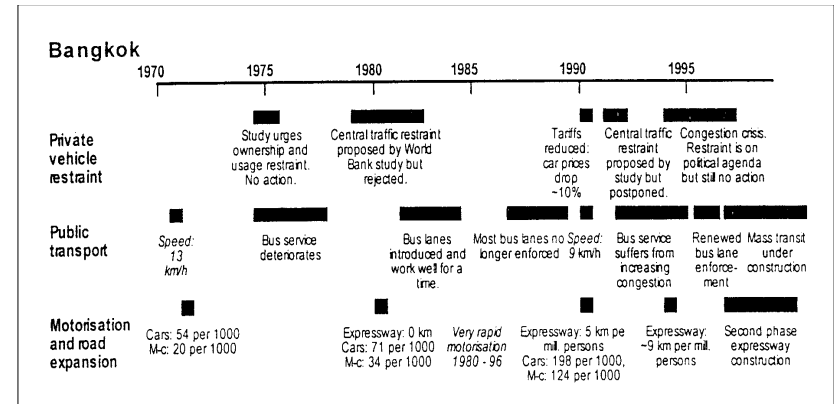 Bangkok
1970 1975 1980 1985 1990 1995
Private
vehicle
restraint
Study urges
ownership and
usage restraint.
No action.
Central traffic restraint
proposed by World
Bank study but
rejected.
Tariffs
reduced:
car prices
drop
~10%
Central traffic
restraint
proposed by
study but
postponed.
Congestion crisis.
Restraint is on
political agenda
but still no action
Public
transport
Speed:
13
km/h
Bus service
deteriorates
Bus lanes
introduced and
work well for a
time.
Most bus lanes no
longer enforced
Speed:
9 km/h
Bus service
suffers from
increasing
congestion
Renewed
bus lane
enforce-
ment
Mass transit
under
construction
Motorisation
and road
expansion
Cars: 54 per 1000
M-c: 20 per 1000
Expressway: 0 km
Cars: 71 per 1000
M-c: 34 per 1000
Very rapid
motorisation
1980 - 96
Expressway: 5 km pe
mill. persons
Cars: 198 per 1000,
M-c: 124 per 1000
Expressway:
~9 km per mill.
persons
Second phase
expressway
construction